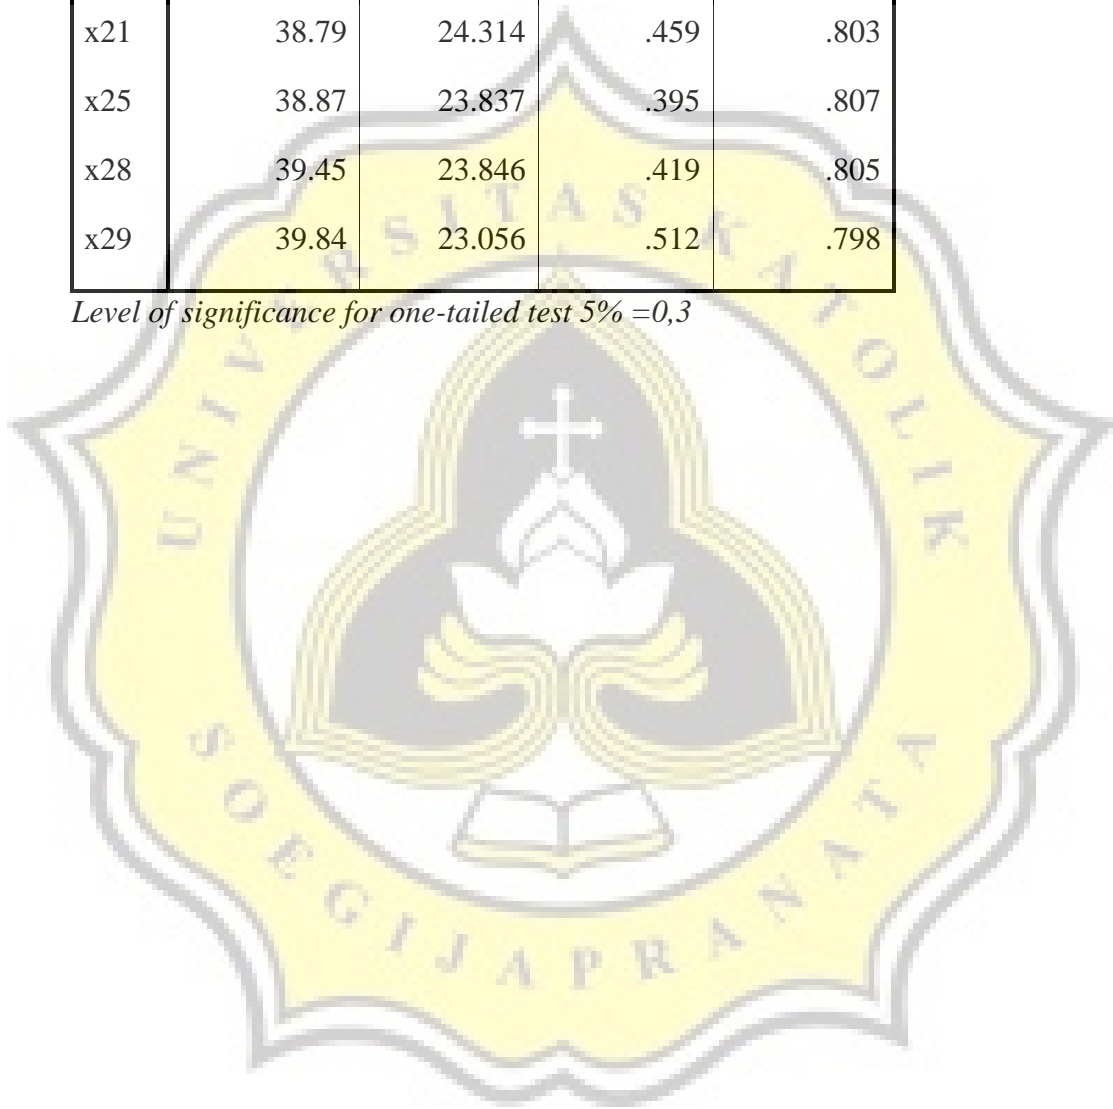 x21 38.79 24.314 .459 .803
x25 38.87 23.837 .395 .807
x28 39.45 23.846 .419 .805
x29 39.84 23.056 .512 .798
Level of significance for one-tailed test 5% =0,3
UNIVERSITAS KATOLIK
SOEGIJAPRANATA